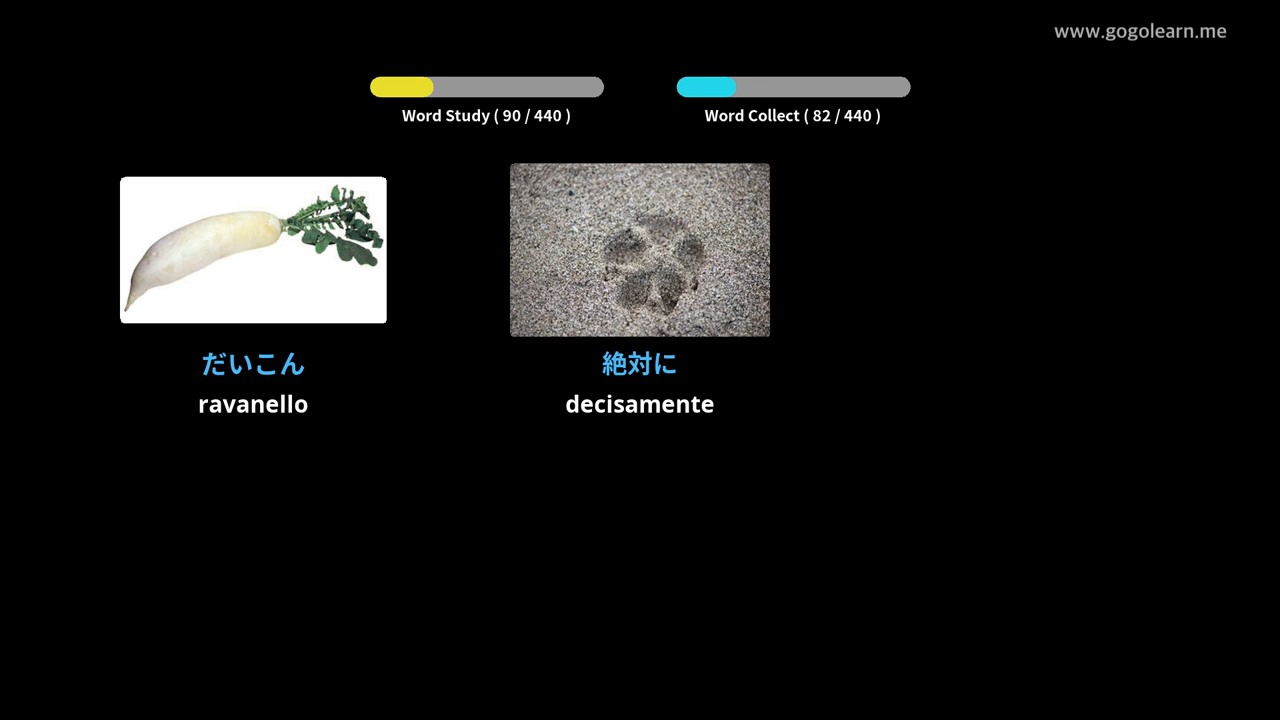 www.gogolearn.me
Word Study ( 90 / 440 )
Word Collect ( 82 / 440 )
だいこん
ravanello
絶対に
decisamente